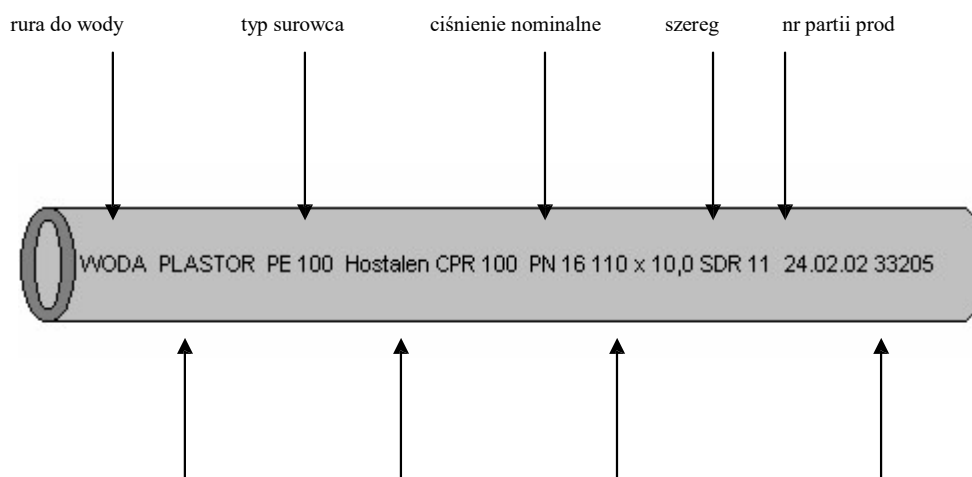 rura do wody typ surowca ciśnienie nominalne szereg nr partii prod
WODA PLASTOR PE 100 Hostalen CPR 100 PN 16 110 x 10,0 SDR 11 24.02.02 33205